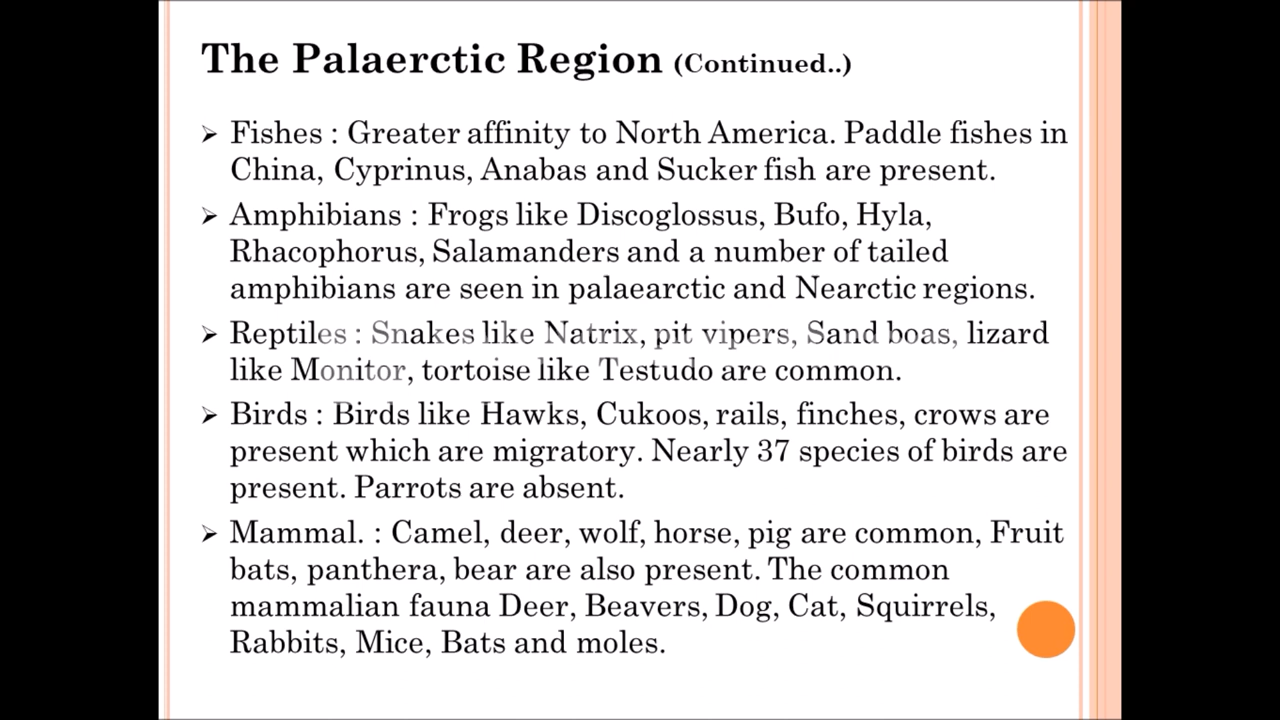 The Palaerctic Region (Continued..)
➢ Fishes : Greater affinity to North America. Paddle fishes in
China, Cyprinus, Anabas and Sucker fish are present.
➢ Amphibians : Frogs like Discoglossus, Bufo, Hyla,
Rhacophorus, Salamanders and a number of tailed
amphibians are seen in palaearctic and Nearctic regions.
➢ Reptiles : Snakes like Natrix, pit vipers, Sand boas, lizard
like Monitor, tortoise like Testudo are common.
➢ Birds : Birds like Hawks, Cukoos, rails, finches, crows are
present which are migratory. Nearly 37 species of birds are
present. Parrots are absent.
➢ Mammal. : Camel, deer, wolf, horse, pig are common, Fruit
bats, panthera, bear are also present. The common
mammalian fauna Deer, Beavers, Dog, Cat, Squirrels,
Rabbits, Mice, Bats and moles.